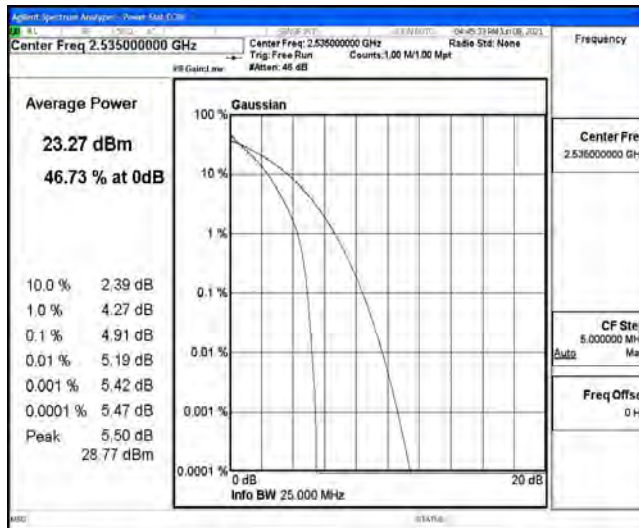 Agilent Spectrum Analyzer - Power Stat CCDF
Center Freq 2.535000000 GHz
Center Freq: 2.535000000 GHz
Radio Std: None
Trig: Free Run
Counts:1.00 M/1.00 Mpt
#IFGain:Low
#Atten: 46 dB
Average Power
23.27 dBm
46.73 % at 0dB
10.0 % 2.39 dB
1.0 % 4.27 dB
0.1 % 4.91 dB
0.01 % 5.19 dB
0.001 % 5.42 dB
0.0001 % 5.47 dB
Peak 5.50 dB
28.77 dBm
Gaussian
100 %
10 %
1 %
0.1 %
0.01 %
0.001 %
0.0001 %
0 dB
20 dB
Info BW 25.000 MHz
Frequency
Center Fre
2.535000000 GH
CF Ste
5.000000 MH
Auto Ma
Freq Offs
0 H
MSG
STATUS